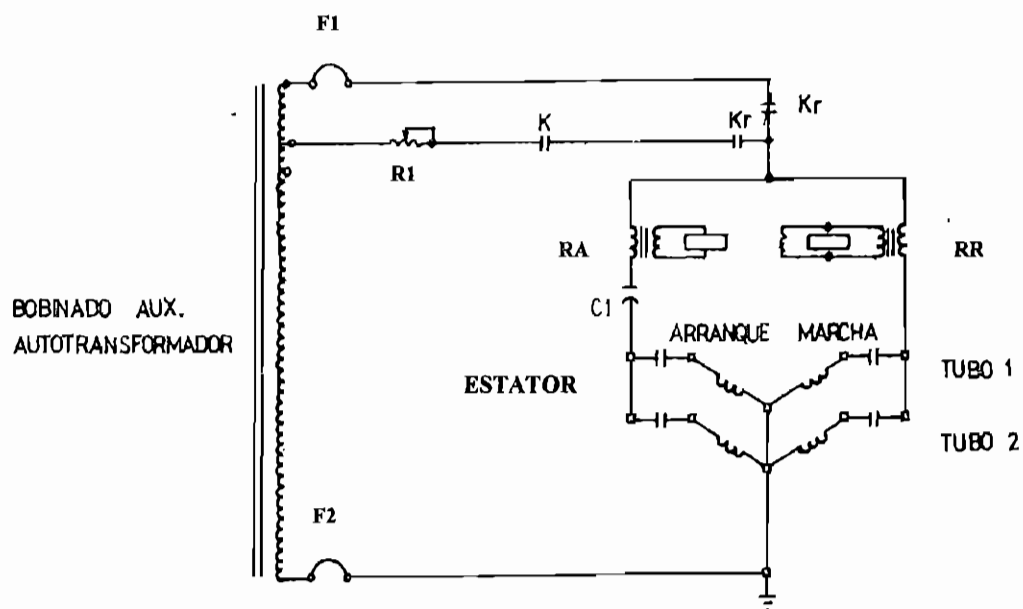 F1
Kr
K
Kr
R1
RA
RR
C1
BOBINADO AUX.
AUTOTRANSFORMADOR
ARRANQUE
MARCHA
ESTATOR
TUBO 1
TUBO 2
F2